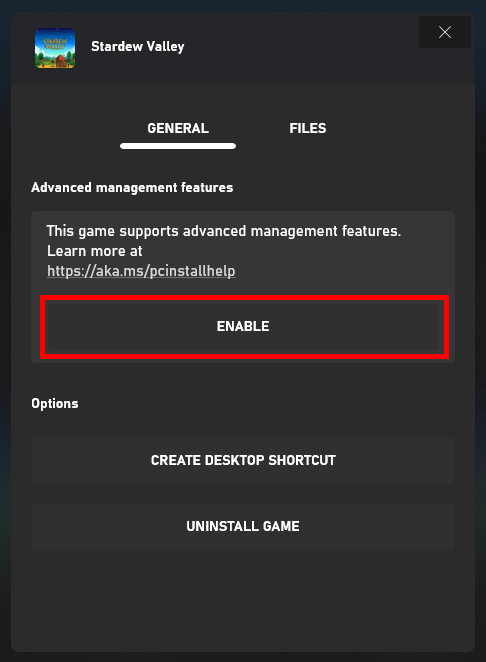 Stardew Valley
GENERAL
FILES
Advanced management features
This game supports advanced management features.
Learn more at
https://aka.ms/pcinstallhelp
ENABLE
Options
CREATE DESKTOP SHORTCUT
UNINSTALL GAME